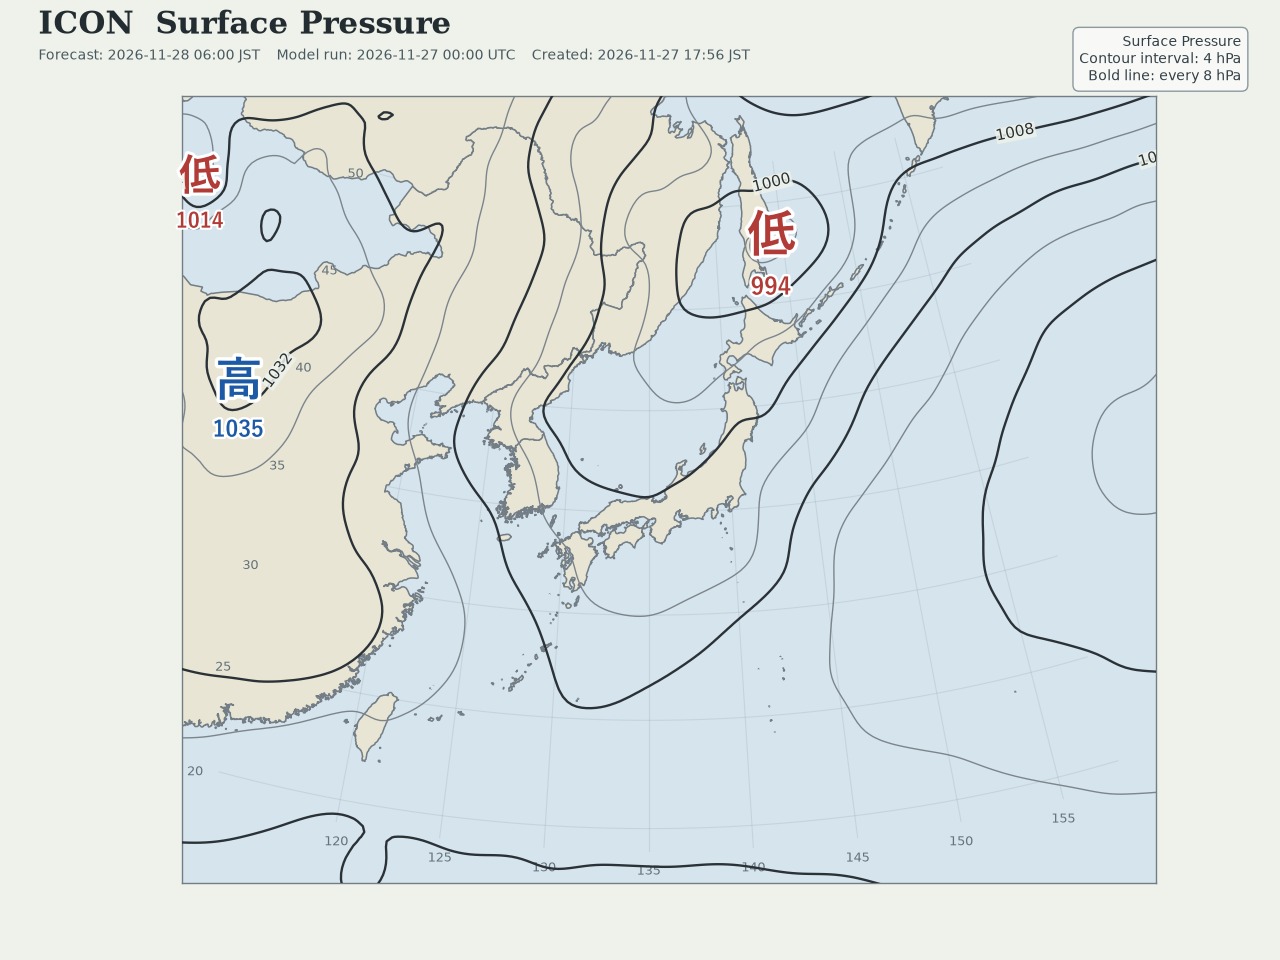 ICON Surface Pressure
Forecast: 2026-11-28 06:00 JST Model run: 2026-11-27 00:00 UTC Created: 2026-11-27 17:56 JST
Surface Pressure
Contour interval: 4 hPa
Bold line: every 8 hPa
1008
10
低
1014
50
1000
低
994
45
高
1035
1032
40
35
30
25
20
120
125
130
135
140
145
150
155